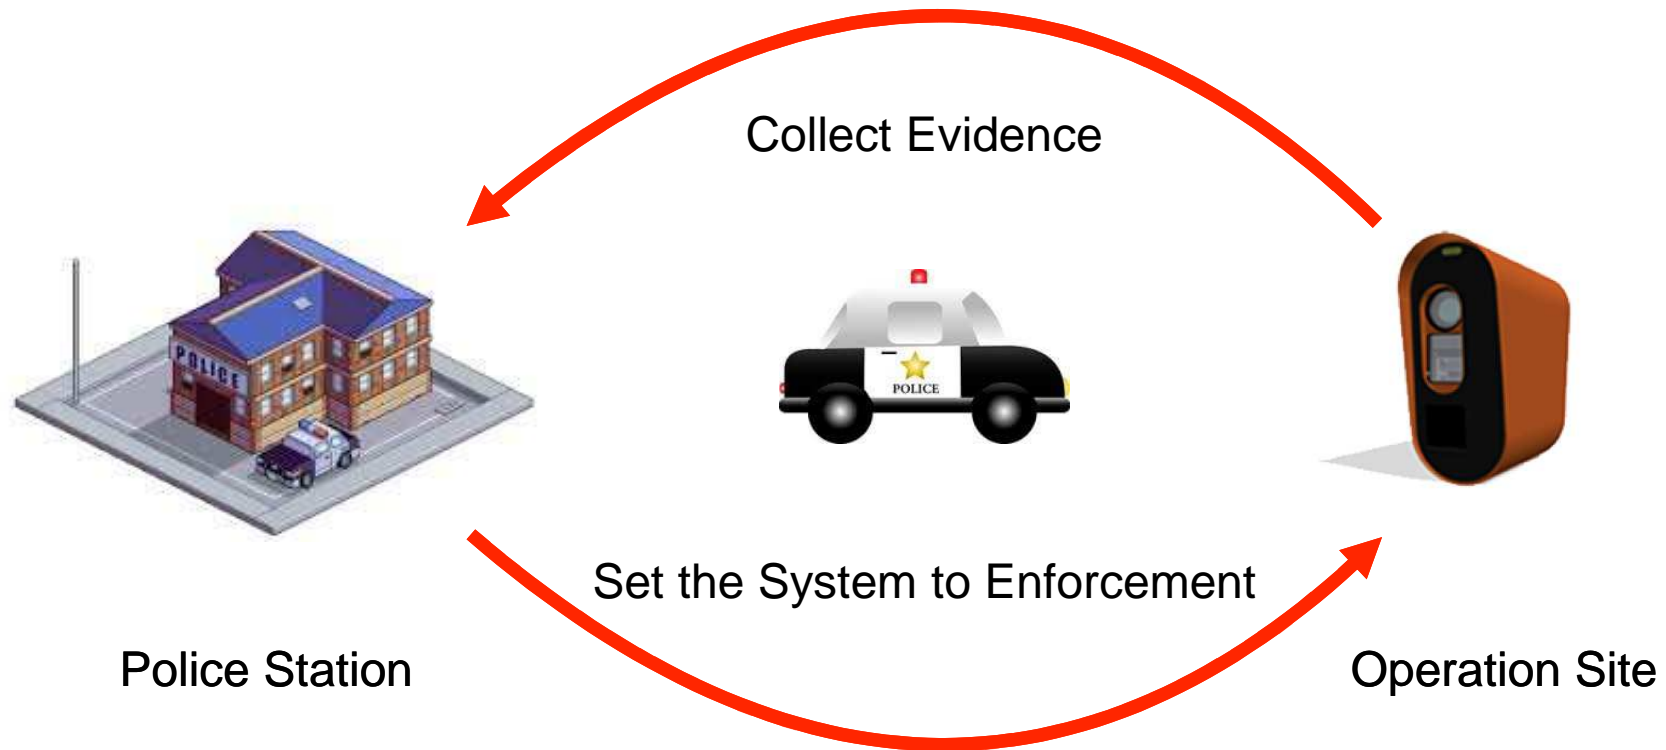 Collect Evidence
POLICE
POLICE
Set the System to Enforcement
Police Station
Operation Site